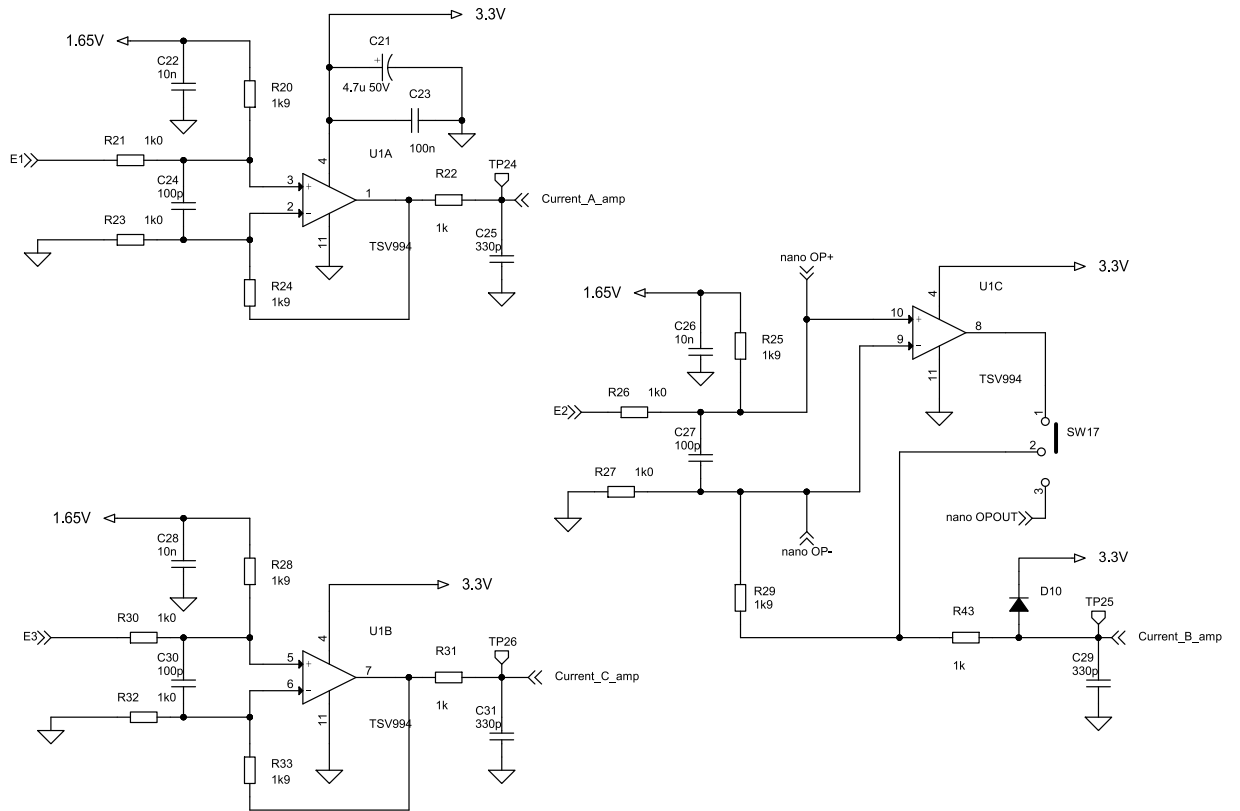 3.3V
1.65V
C21
4.7u 50V
C22
10n
R20
1k9
C23
100n
R21 1k0
E1
U1A
4
C24
100p
3
+
2
−
1
11
TSV994
R22
1k
TP24
Current_A_amp
C25
330p
R23 1k0
R24
1k9
nano OP+
3.3V
1.65V
4
U1C
10
+
9
−
8
11
TSV994
C26
10n
R25
1k9
R26 1k0
E2
C27
100p
R27 1k0
1
SW17
2
3
nano OPOUT
nano OP-
3.3V
R29
1k9
D10
R43
1k
TP25
Current_B_amp
C29
330p
1.65V
C28
10n
R28
1k9
3.3V
R30 1k0
E3
U1B
4
C30
100p
5
+
6
−
7
11
TSV994
R31
1k
TP26
Current_C_amp
C31
330p
R32 1k0
R33
1k9